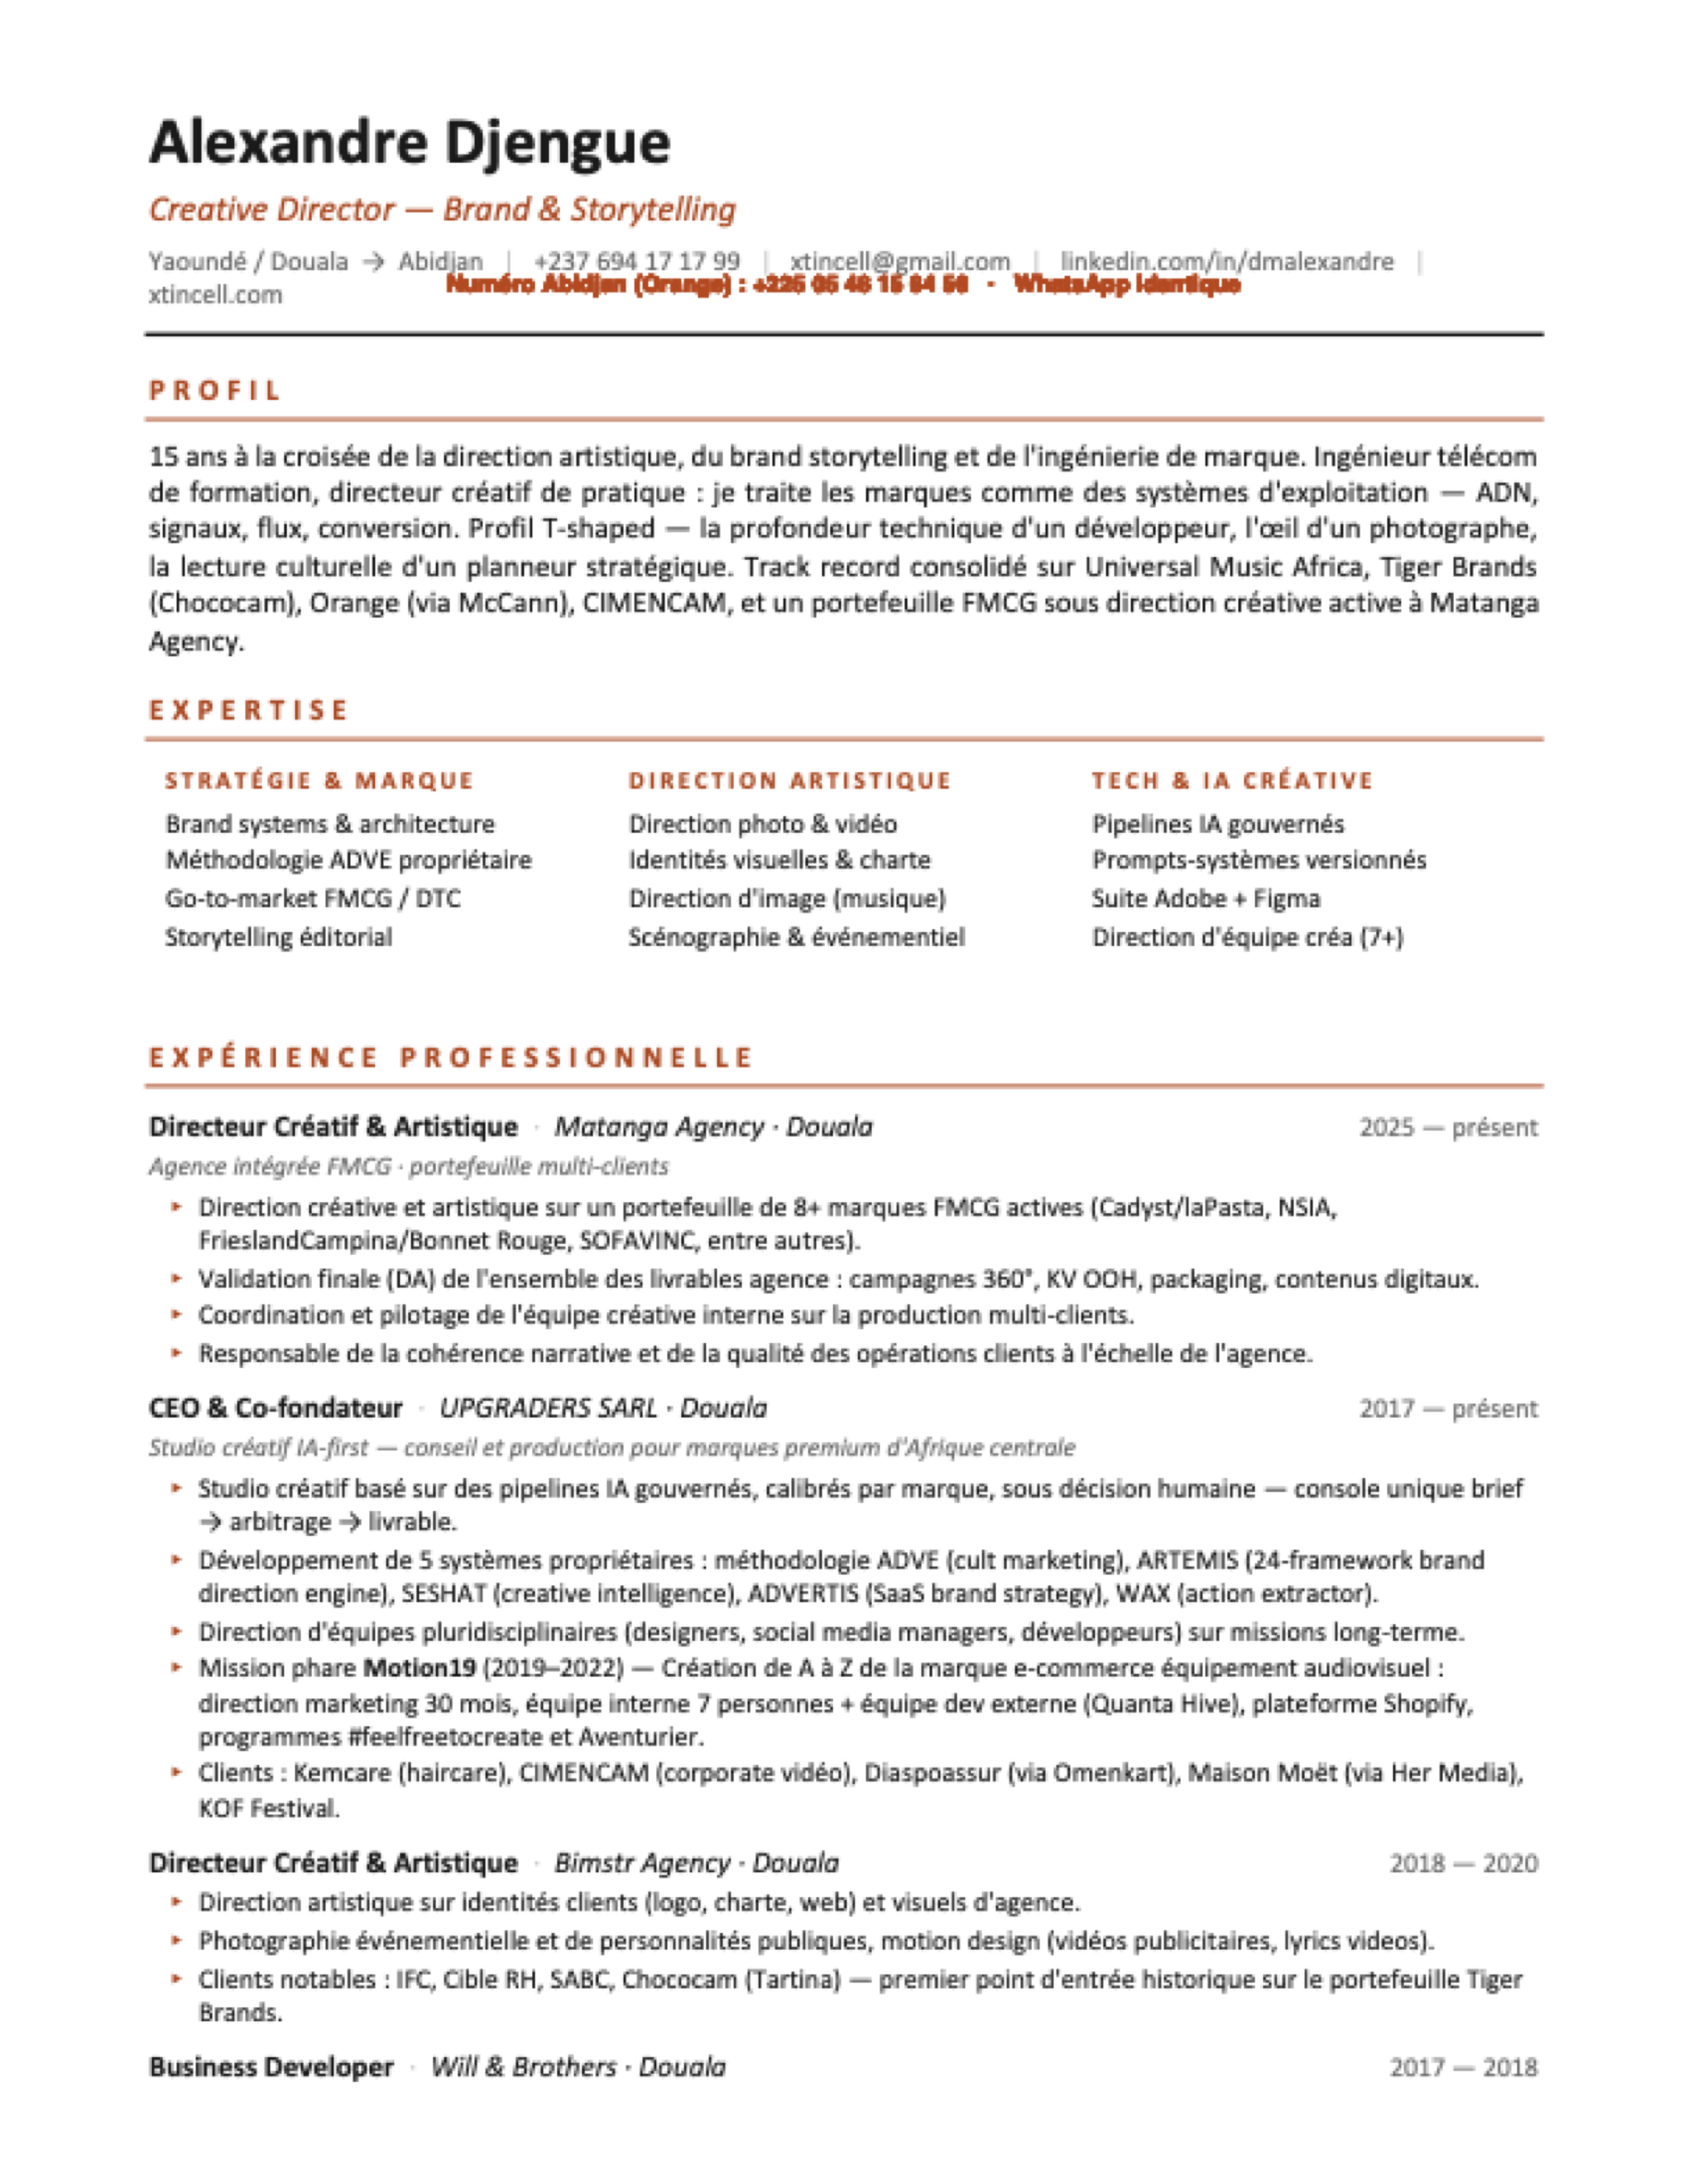 Alexandre Djengue
Creative Director — Brand & Storytelling
Yaoundé / Douala → Abidjan | +237 694 17 17 99 | xtincell@gmail.com | linkedin.com/in/dmalexandre |
xtincell.com
Numéro Abidjan (Orange) : +225 05 46 15 84 · WhatsApp identique
PROFIL
15 ans à la croisée de la direction artistique, du brand storytelling et de l'ingénierie de marque. Ingénieur télécom
de formation, directeur créatif de pratique : je traite les marques comme des systèmes d'exploitation — ADN,
signaux, flux, conversion. Profil T-shaped — la profondeur technique d'un développeur, l'œil d'un photographe,
la lecture culturelle d'un planneur stratégique. Track record consolidé sur Universal Music Africa, Tiger Brands
(Chococam), Orange (via McCann), CIMENCAM, et un portefeuille FMCG sous direction créative active à Matanga
Agency.
EXPERTISE
STRATÉGIE & MARQUE
Brand systems & architecture
Méthodologie ADVE propriétaire
Go-to-market FMCG / DTC
Storytelling éditorial
DIRECTION ARTISTIQUE
Direction photo & vidéo
Identités visuelles & charte
Direction d'image (musique)
Scénographie & événementiel
TECH & IA CRÉATIVE
Pipelines IA gouvernés
Prompts-systèmes versionnés
Suite Adobe + Figma
Direction d'équipe créa (7+)
EXPÉRIENCE PROFESSIONNELLE
Directeur Créatif & Artistique · Matanga Agency · Douala 2025 — présent
Agence intégrée FMCG · portefeuille multi-clients
▸ Direction créative et artistique sur un portefeuille de 8+ marques FMCG actives (Cadyst/laPasta, NSIA,
FrieslandCampina/Bonnet Rouge, SOFAVINC, entre autres).
▸ Validation finale (DA) de l'ensemble des livrables agence : campagnes 360°, KV OOH, packaging, contenus digitaux.
▸ Coordination et pilotage de l'équipe créative interne sur la production multi-clients.
▸ Responsable de la cohérence narrative et de la qualité des opérations clients à l'échelle de l'agence.
CEO & Co-fondateur · UPGRADERS SARL · Douala 2017 — présent
Studio créatif IA-first — conseil et production pour marques premium d'Afrique centrale
▸ Studio créatif basé sur des pipelines IA gouvernés, calibrés par marque, sous décision humaine — console unique brief
→ arbitrage → livrable.
▸ Développement de 5 systèmes propriétaires : méthodologie ADVE (cult marketing), ARTEMIS (24-framework brand
direction engine), SESHAT (creative intelligence), ADVERTIS (SaaS brand strategy), WAX (action extractor).
▸ Direction d'équipes pluridisciplinaires (designers, social media managers, développeurs) sur missions long-terme.
▸ Mission phare Motion19 (2019–2022) — Création de A à Z de la marque e-commerce équipement audiovisuel :
direction marketing 30 mois, équipe interne 7 personnes + équipe dev externe (Quanta Hive), plateforme Shopify,
programmes #feelfreetocreate et Aventurier.
▸ Clients : Kemcare (haircare), CIMENCAM (corporate vidéo), Diaspoassur (via Omenkart), Maison Moët (via Her Media),
KOF Festival.
Directeur Créatif & Artistique · Bimstr Agency · Douala 2018 — 2020
▸ Direction artistique sur identités clients (logo, charte, web) et visuels d'agence.
▸ Photographie événementielle et de personnalités publiques, motion design (vidéos publicitaires, lyrics videos).
▸ Clients notables : IFC, Cible RH, SABC, Chococam (Tartina) — premier point d'entrée historique sur le portefeuille Tiger
Brands.
Business Developer · Will & Brothers · Douala 2017 — 2018